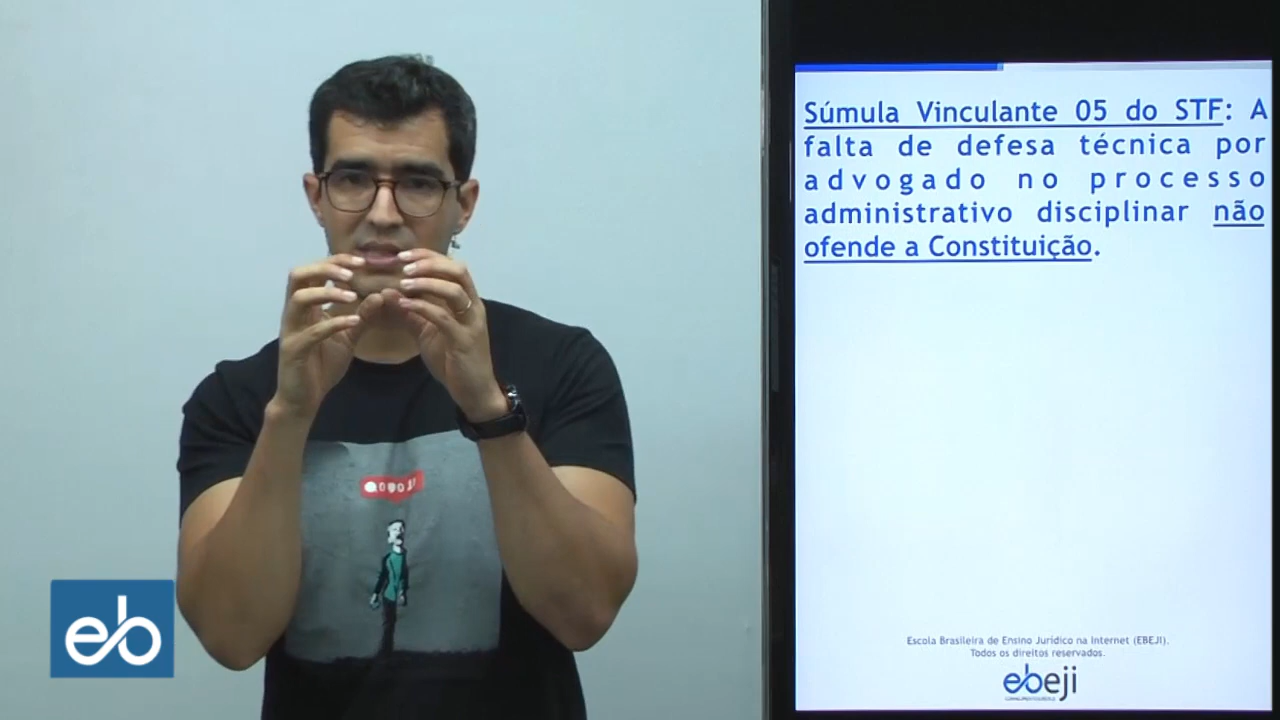 Súmula Vinculante 05 do STF: A
falta de defesa técnica por
advogado no processo
administrativo disciplinar não
ofende a Constituição.
Escola Brasileira de Ensino Jurídico na Internet (EBEJI).
Todos os direitos reservados.
ebeji
eb